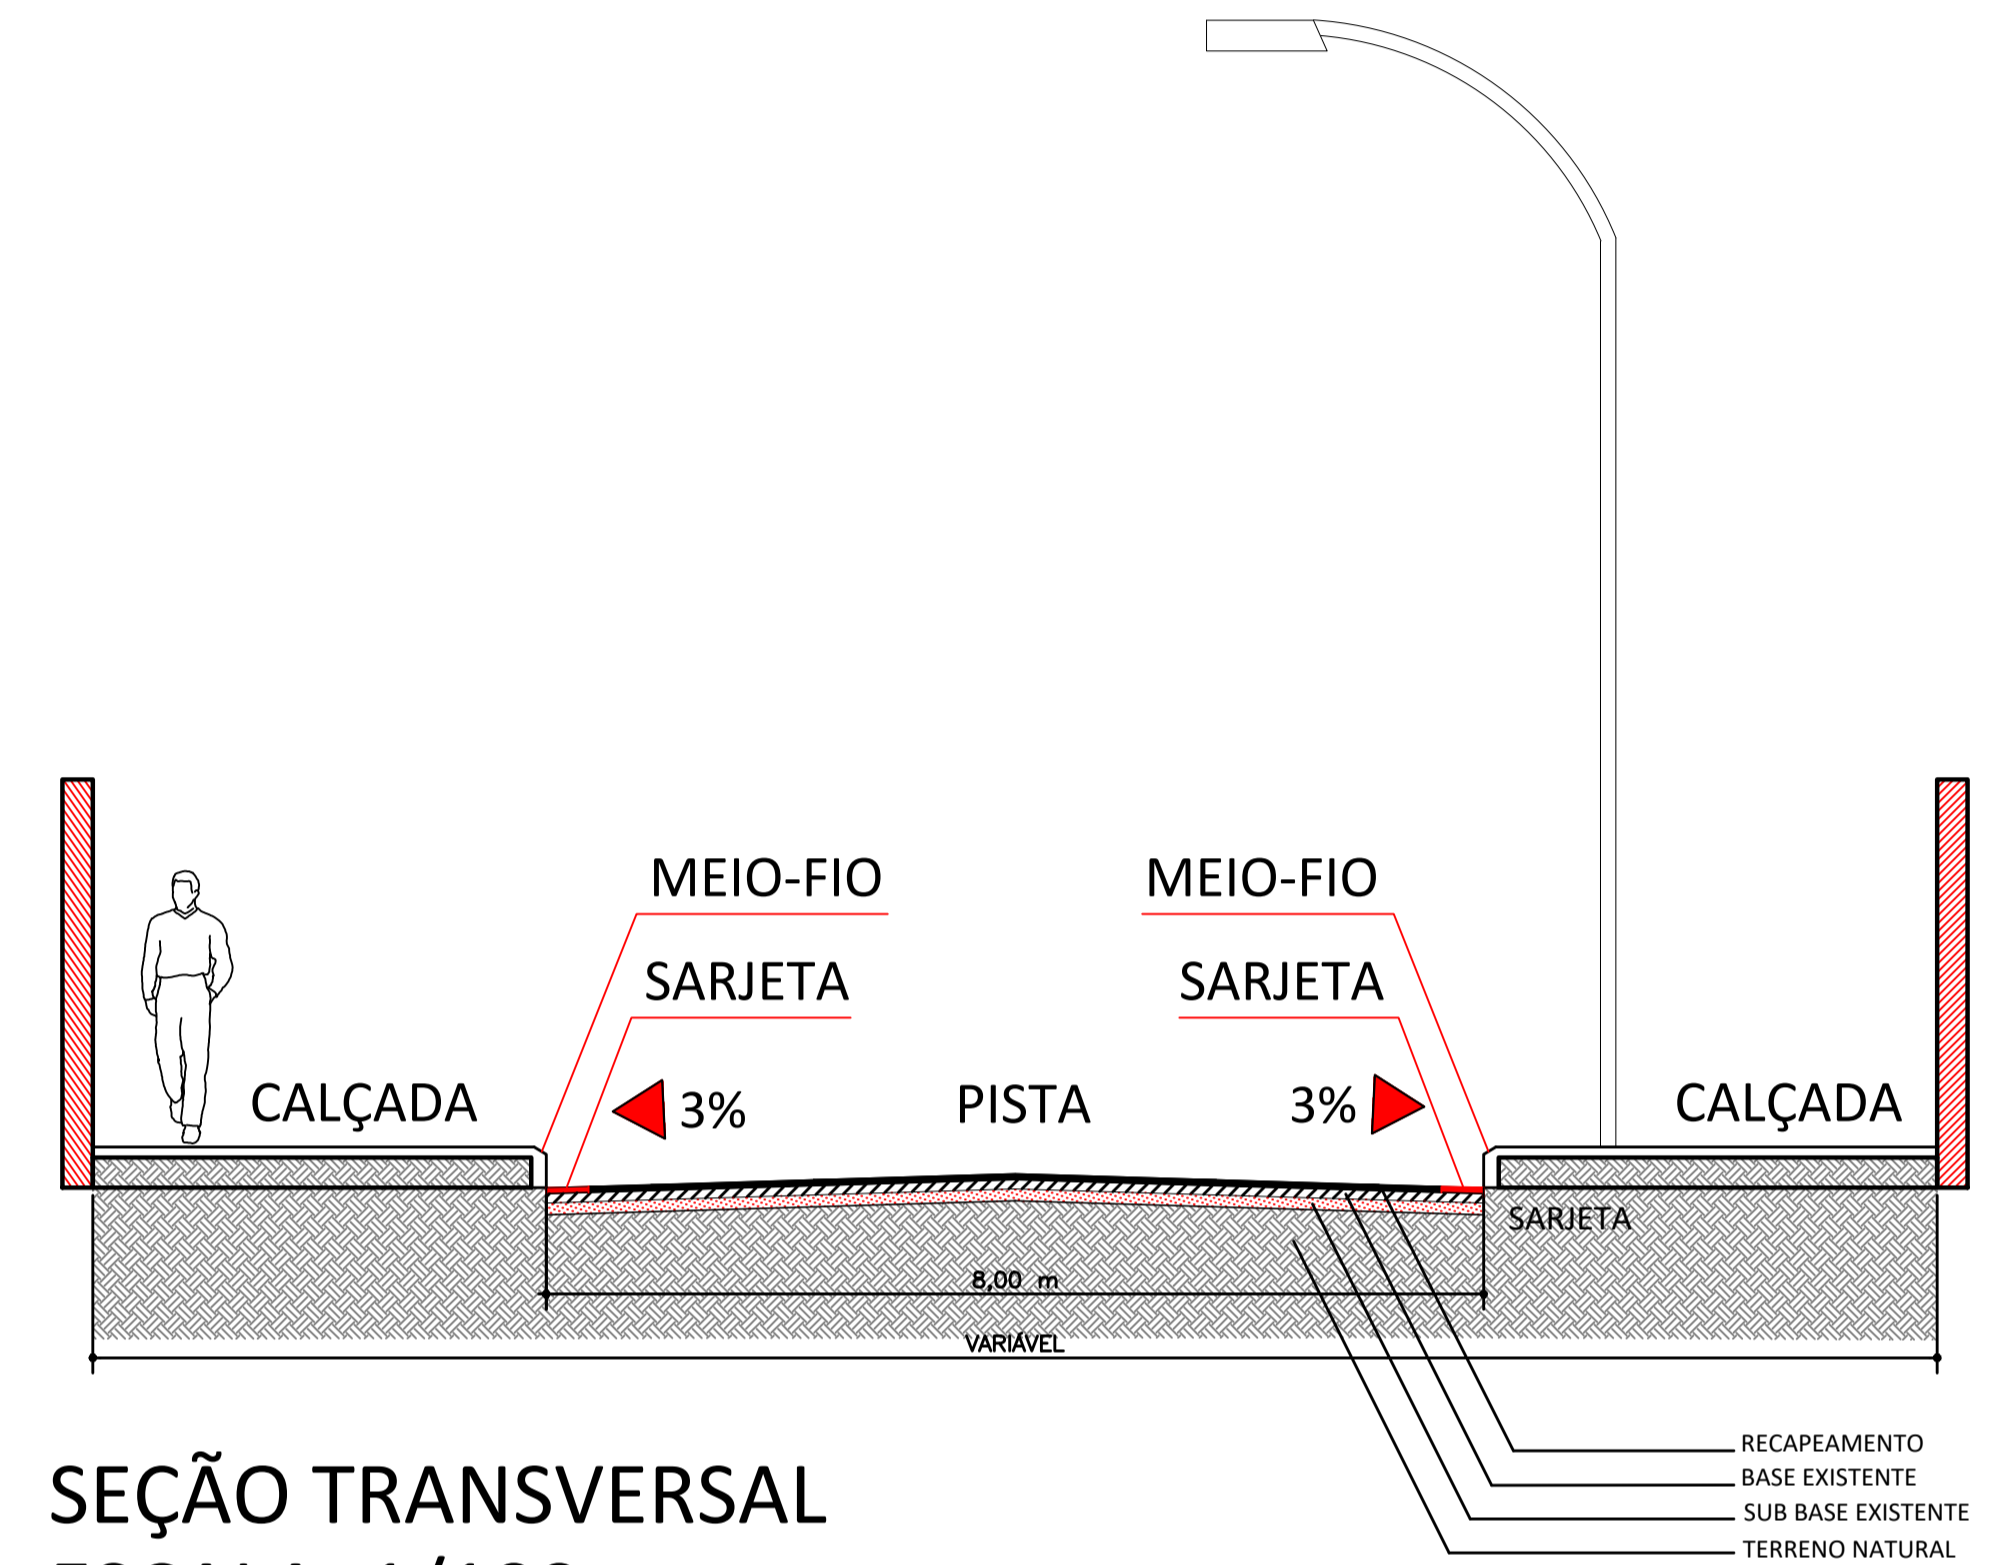 MEIO-FIO MEIO-FIO
SARJETA SARJETA
CALÇADA 3% PISTA 3% CALÇADA
SARJETA
8,00 m
VARIÁVEL
RECAPEAMENTO
BASE EXISTENTE
SUB BASE EXISTENTE
TERRENO NATURAL
SEÇÃO TRANSVERSAL